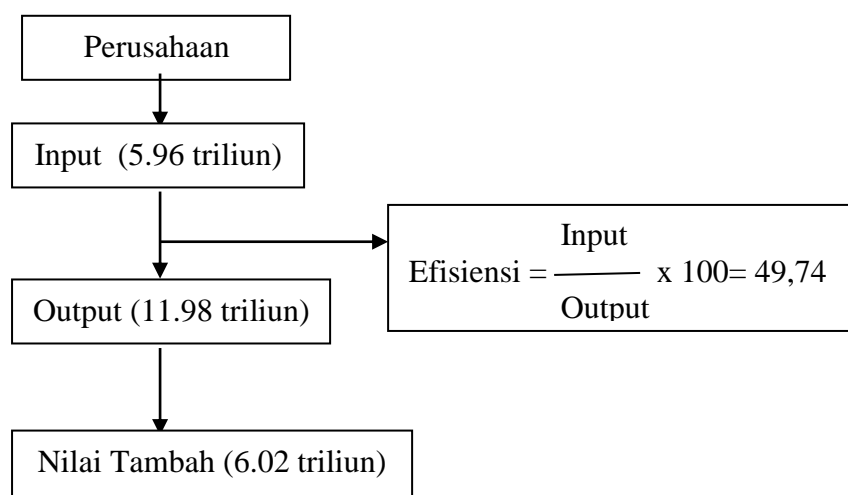 Perusahaan
Input (5.96 triliun)
Input
Efisiensi = x 100= 49,74
Output
Output (11.98 triliun)
Nilai Tambah (6.02 triliun)